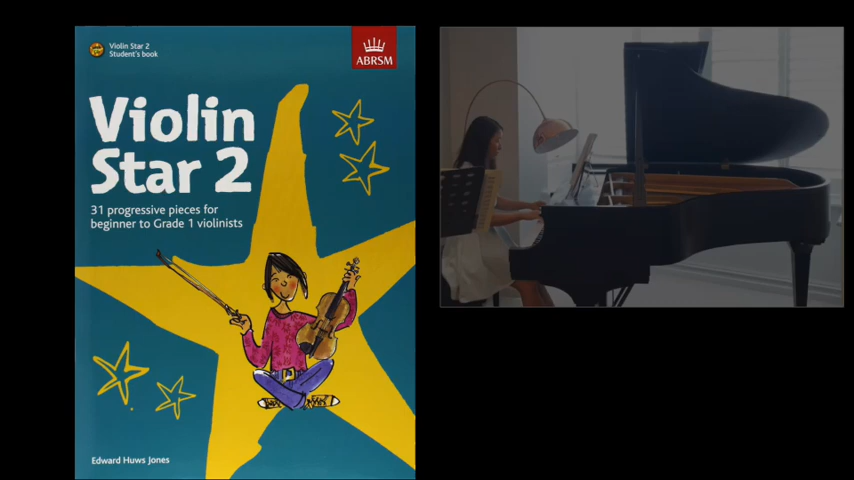 Violin Star 2
Student's book
ABRSM
Violin
Star 2
31 progressive pieces for
beginner to Grade 1 violinists
Edward Huws Jones